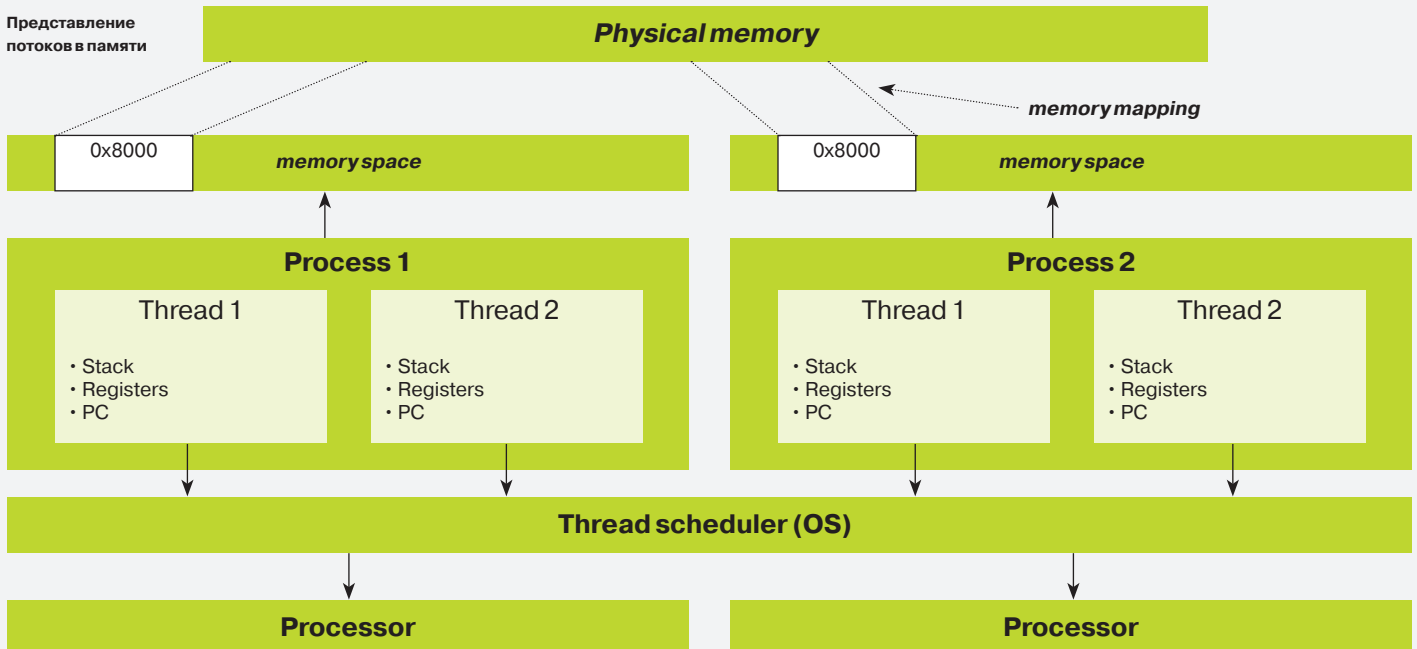 Представление
потоков в памяти
Physical memory
memory mapping
0x8000
memory space
0x8000
memory space
Process 1
Thread 1
• Stack
• Registers
• PC
Thread 2
• Stack
• Registers
• PC
Process 2
Thread 1
• Stack
• Registers
• PC
Thread 2
• Stack
• Registers
• PC
Thread scheduler (OS)
Processor
Processor